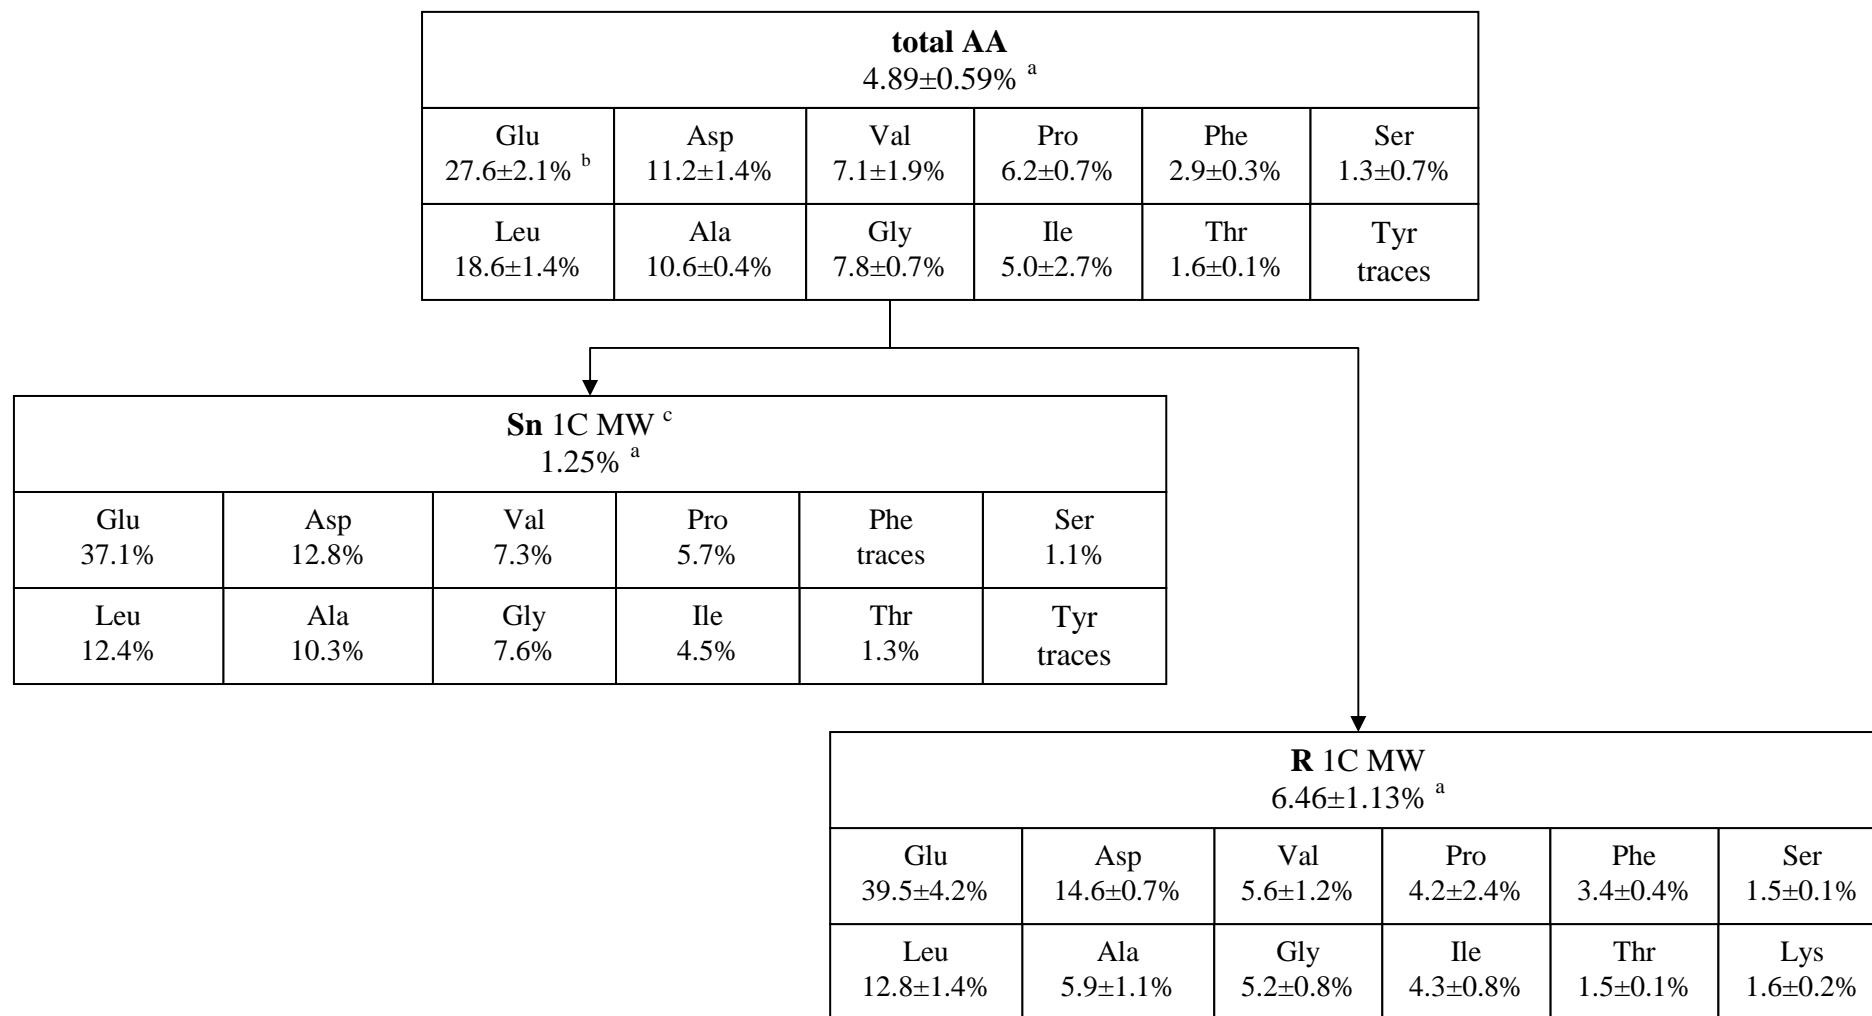 total AA
4.89±0.59% a
Glu Asp Val Pro Phe Ser
27.6±2.1% b 11.2±1.4% 7.1±1.9% 6.2±0.7% 2.9±0.3% 1.3±0.7%
Leu Ala Gly Ile Thr Tyr
18.6±1.4% 10.6±0.4% 7.8±0.7% 5.0±2.7% 1.6±0.1% traces
Sn 1C MW c
1.25% a
Glu Asp Val Pro Phe Ser
37.1% 12.8% 7.3% 5.7% traces 1.1%
Leu Ala Gly Ile Thr Tyr
12.4% 10.3% 7.6% 4.5% 1.3% traces
R 1C MW
6.46±1.13% a
Glu Asp Val Pro Phe Ser
39.5±4.2% 14.6±0.7% 5.6±1.2% 4.2±2.4% 3.4±0.4% 1.5±0.1%
Leu Ala Gly Ile Thr Lys
12.8±1.4% 5.9±1.1% 5.2±0.8% 4.3±0.8% 1.5±0.1% 1.6±0.2%